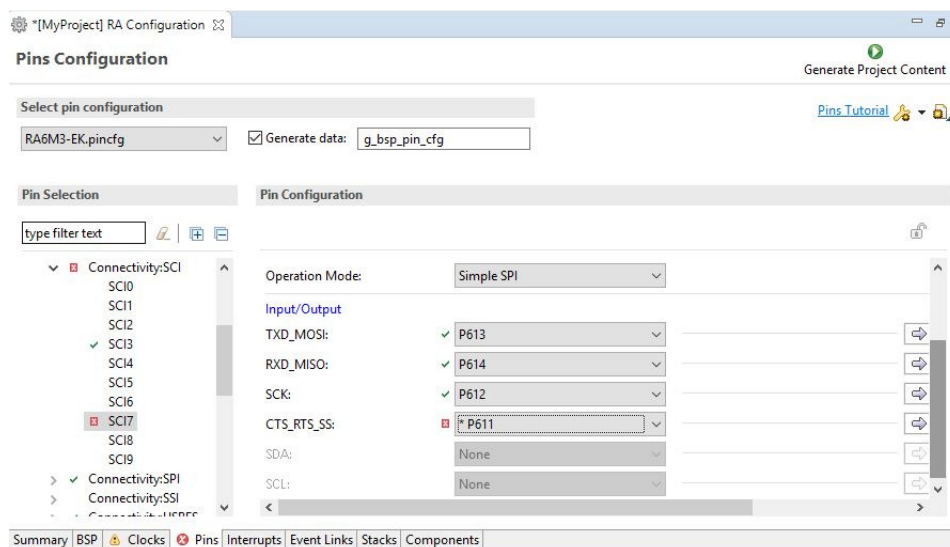 *[MyProject] RA Configuration
Pins Configuration
Generate Project Content
Select pin configuration
Pins Tutorial
RA6M3-EK.pincfg
Generate data:
g_bsp_pin_cfg
Pin Selection
Pin Configuration
type filter text
Connectivity:SCI
SCI0
SCI1
SCI2
SCI3
SCI4
SCI5
SCI6
SCI7
SCI8
SCI9
Connectivity:SPI
Connectivity:SSI
Operation Mode:
Simple SPI
Input/Output
TXD_MOSI:
P613
RXD_MISO:
P614
SCK:
P612
CTS_RTS_SS:
* P611
SDA:
None
SCL:
None
Summary BSP Clocks Pins Interrupts Event Links Stacks Components